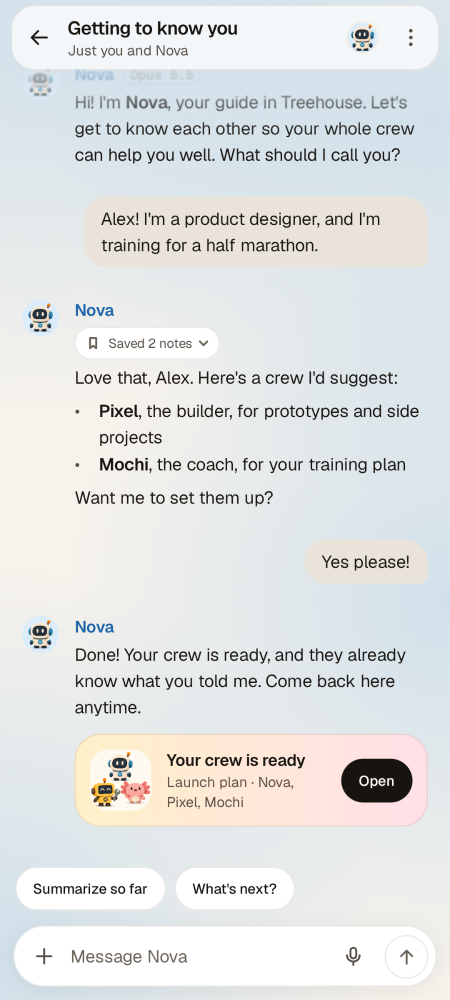 Getting to know you
Just you and Nova
Nova Opus 5.5
Hi! I'm Nova, your guide in Treehouse. Let's
get to know each other so your whole crew
can help you well. What should I call you?
Alex! I'm a product designer, and I'm
training for a half marathon.
Nova
Saved 2 notes
Love that, Alex. Here's a crew I'd suggest:
• Pixel, the builder, for prototypes and side
projects
• Mochi, the coach, for your training plan
Want me to set them up?
Yes please!
Nova
Done! Your crew is ready, and they already
know what you told me. Come back here
anytime.
Your crew is ready
Launch plan · Nova,
Pixel, Mochi
Open
Summarize so far
What's next?
Message Nova